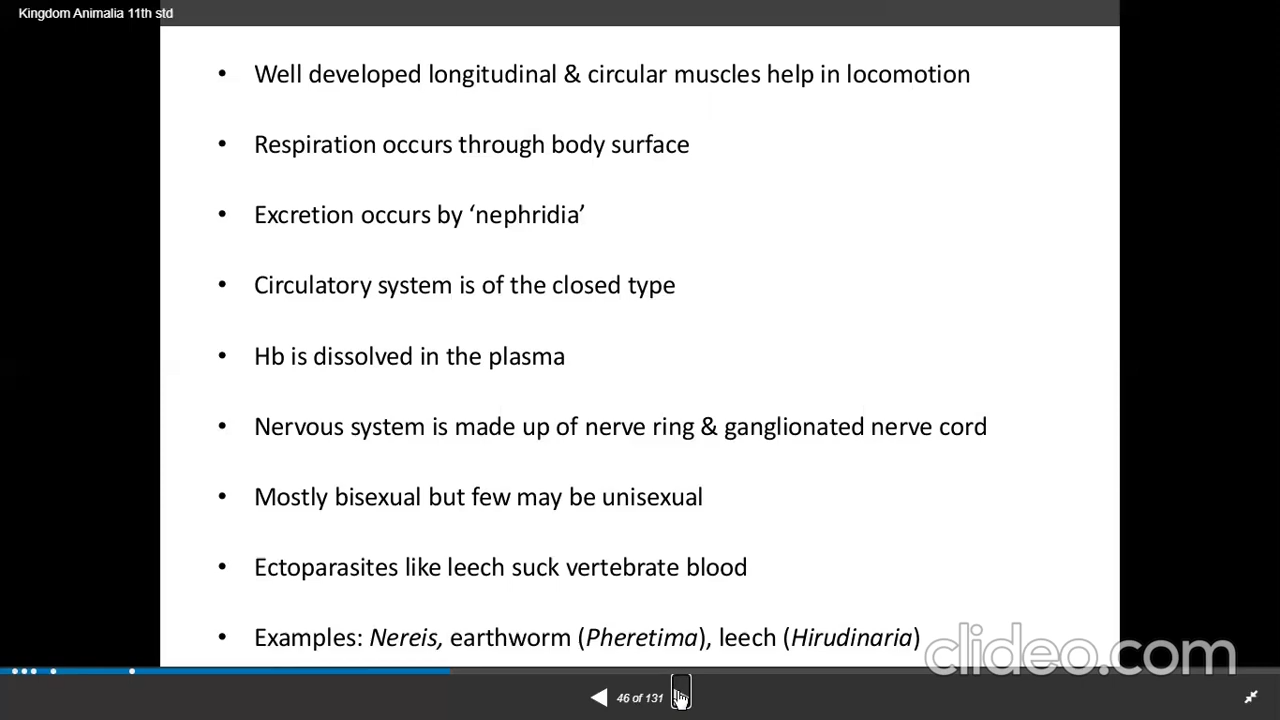 Kingdom Animalia 11th std
• Well developed longitudinal & circular muscles help in locomotion
• Respiration occurs through body surface
• Excretion occurs by ‘nephridia’
• Circulatory system is of the closed type
• Hb is dissolved in the plasma
• Nervous system is made up of nerve ring & ganglionated nerve cord
• Mostly bisexual but few may be unisexual
• Ectoparasites like leech suck vertebrate blood
• Examples: Nereis, earthworm (Pheretima), leech (Hirudinaria)
clideo.com
46 of 131